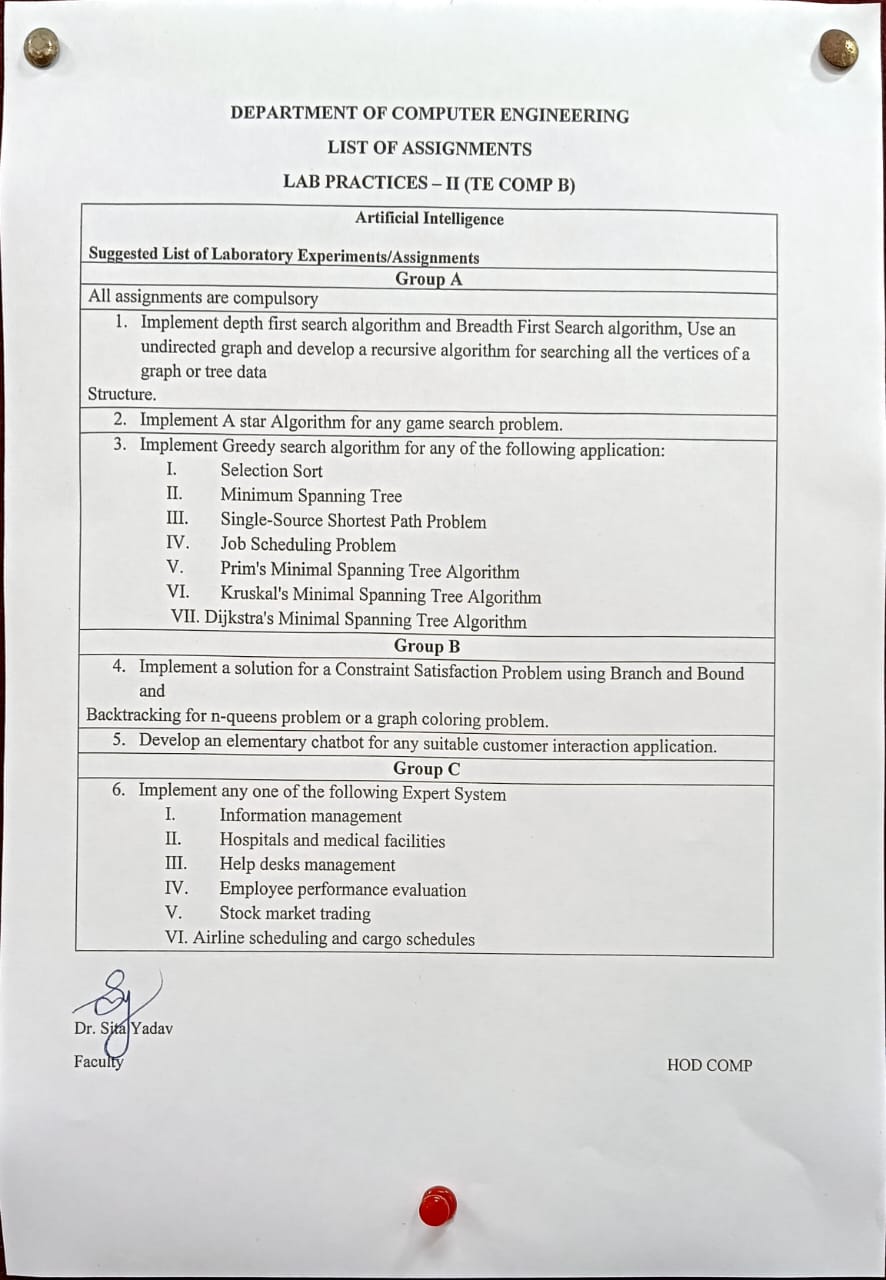 DEPARTMENT OF COMPUTER ENGINEERING
LIST OF ASSIGNMENTS
LAB PRACTICES – II (TE COMP B)
Artificial Intelligence
Suggested List of Laboratory Experiments/Assignments
Group A
All assignments are compulsory
1. Implement depth first search algorithm and Breadth First Search algorithm, Use an
undirected graph and develop a recursive algorithm for searching all the vertices of a
graph or tree data
Structure.
2. Implement A star Algorithm for any game search problem.
3. Implement Greedy search algorithm for any of the following application:
I. Selection Sort
II. Minimum Spanning Tree
III. Single-Source Shortest Path Problem
IV. Job Scheduling Problem
V. Prim's Minimal Spanning Tree Algorithm
VI. Kruskal's Minimal Spanning Tree Algorithm
VII. Dijkstra's Minimal Spanning Tree Algorithm
Group B
4. Implement a solution for a Constraint Satisfaction Problem using Branch and Bound
and
Backtracking for n-queens problem or a graph coloring problem.
5. Develop an elementary chatbot for any suitable customer interaction application.
Group C
6. Implement any one of the following Expert System
I. Information management
II. Hospitals and medical facilities
III. Help desks management
IV. Employee performance evaluation
V. Stock market trading
VI. Airline scheduling and cargo schedules
Dr. Sita Yadav
Faculty
HOD COMP